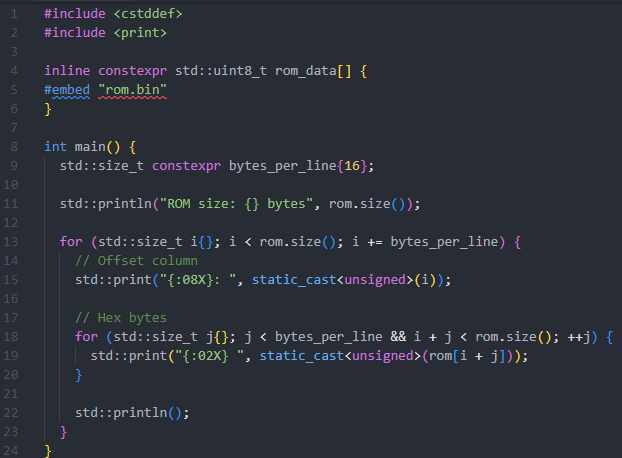 1 #include <cstddef>
2 #include <print>
3
4 inline constexpr std::uint8_t rom_data[] {
5 #embed "rom.bin"
6 }
7
8 int main() {
9   std::size_t constexpr bytes_per_line{16};
10
11   std::println("ROM size: {} bytes", rom.size());
12
13   for (std::size_t i{}; i < rom.size(); i += bytes_per_line) {
14     // Offset column
15     std::print("{:08X}: ", static_cast<unsigned>(i));
16
17     // Hex bytes
18     for (std::size_t j{}; j < bytes_per_line && i + j < rom.size(); ++j) {
19       std::print("{:02X} ", static_cast<unsigned>(rom[i + j]));
20     }
21
22     std::println();
23   }
24 }